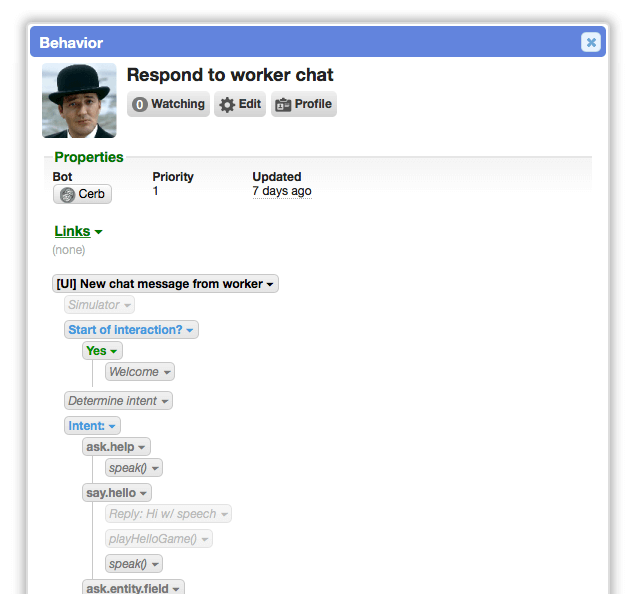 Behavior
Respond to worker chat
0 Watching Edit Profile
Properties
Bot Priority Updated
Cerb 1 7 days ago
Links
(none)
[UI] New chat message from worker
Simulator
Start of interaction?
Yes
Welcome
Determine intent
Intent:
ask.help
speak()
say.hello
Reply: Hi w/ speech
playHelloGame()
speak()
ask.entity.field